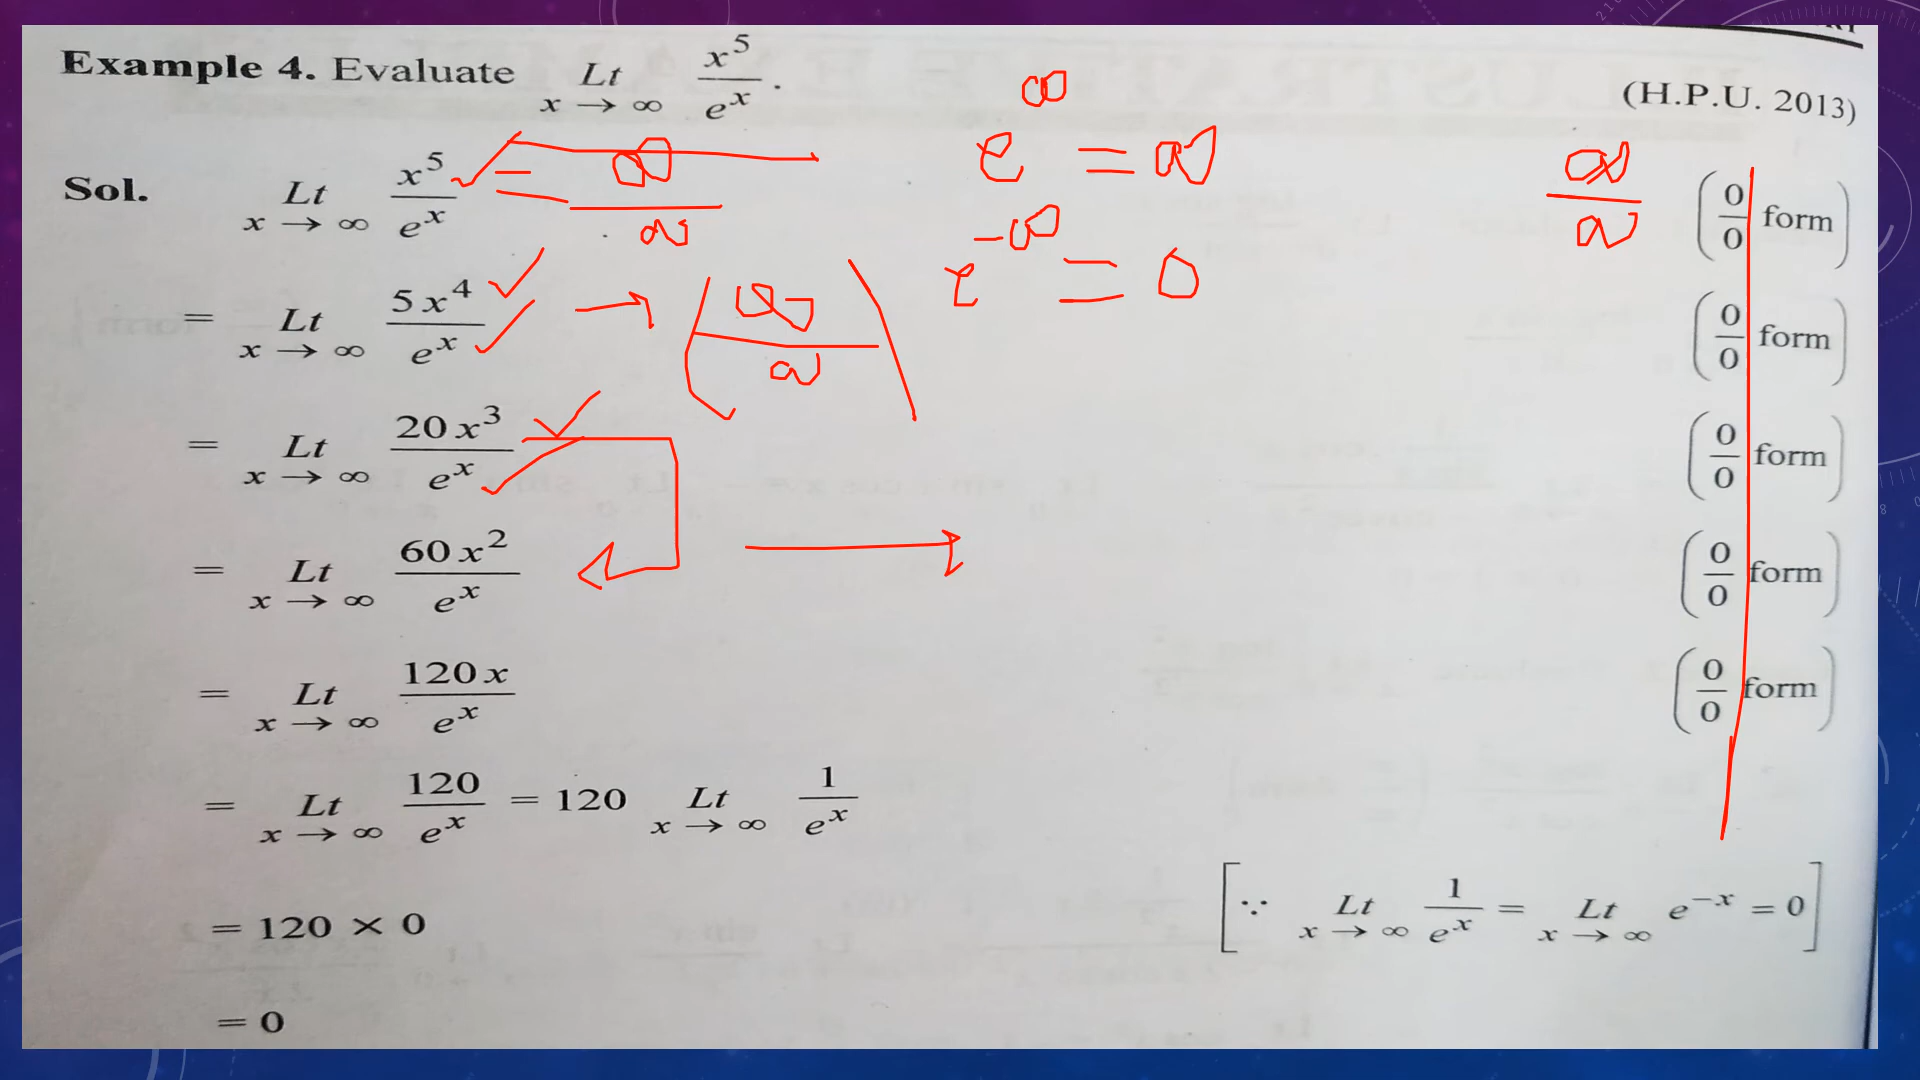 Example 4. Evaluate Lt x → ∞ x^5 / e^x .
(H.P.U. 2013)
e^∞ = ∞
Sol. Lt x → ∞ x^5 / e^x = ∞ / ∞ ∞ / ∞ (0/0 form)
e^-∞ = 0
= Lt x → ∞ 5x^4 / e^x → (∞ / ∞) (0/0 form)
= Lt x → ∞ 20x^3 / e^x (0/0 form)
= Lt x → ∞ 60x^2 / e^x (0/0 form)
= Lt x → ∞ 120x / e^x (0/0 form)
= Lt x → ∞ 120 / e^x = 120 Lt x → ∞ 1 / e^x
= 120 × 0 [∵ Lt x → ∞ 1 / e^x = Lt x → ∞ e^-x = 0]
= 0